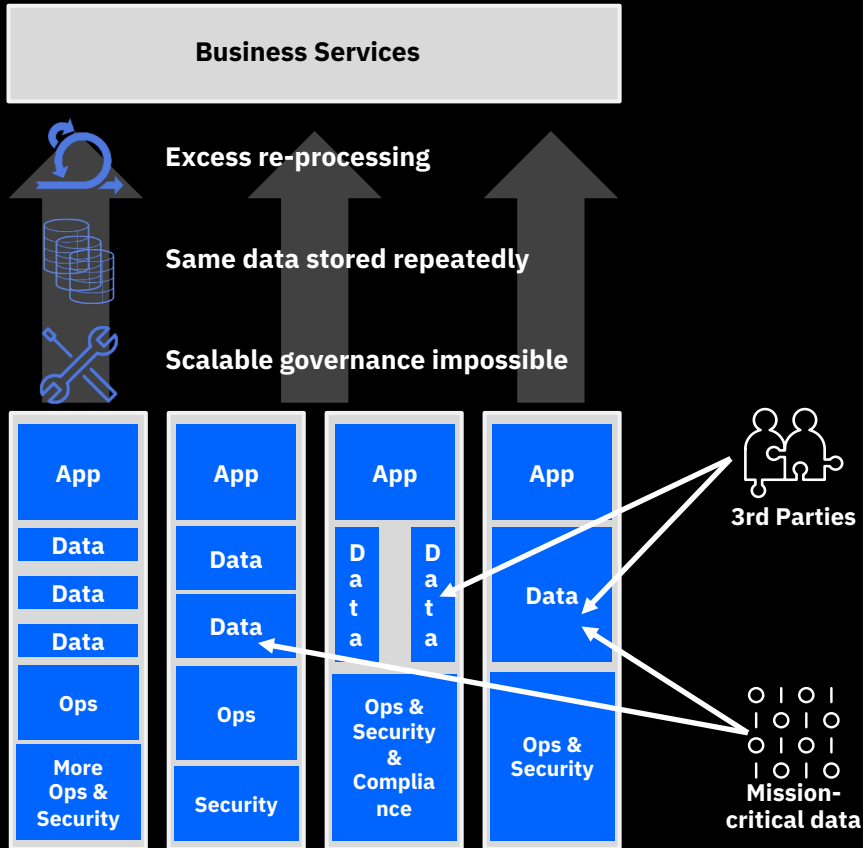 Business Services
Excess re-processing
Same data stored repeatedly
Scalable governance impossible
App
Data
Data
Data
Ops
More
Ops &
Security
App
Data
Data
Ops
Security
App
D
a
t
a
D
a
t
a
Ops &
Security
&
Complia
nce
App
Data
Ops &
Security
3rd Parties
Mission-
critical data